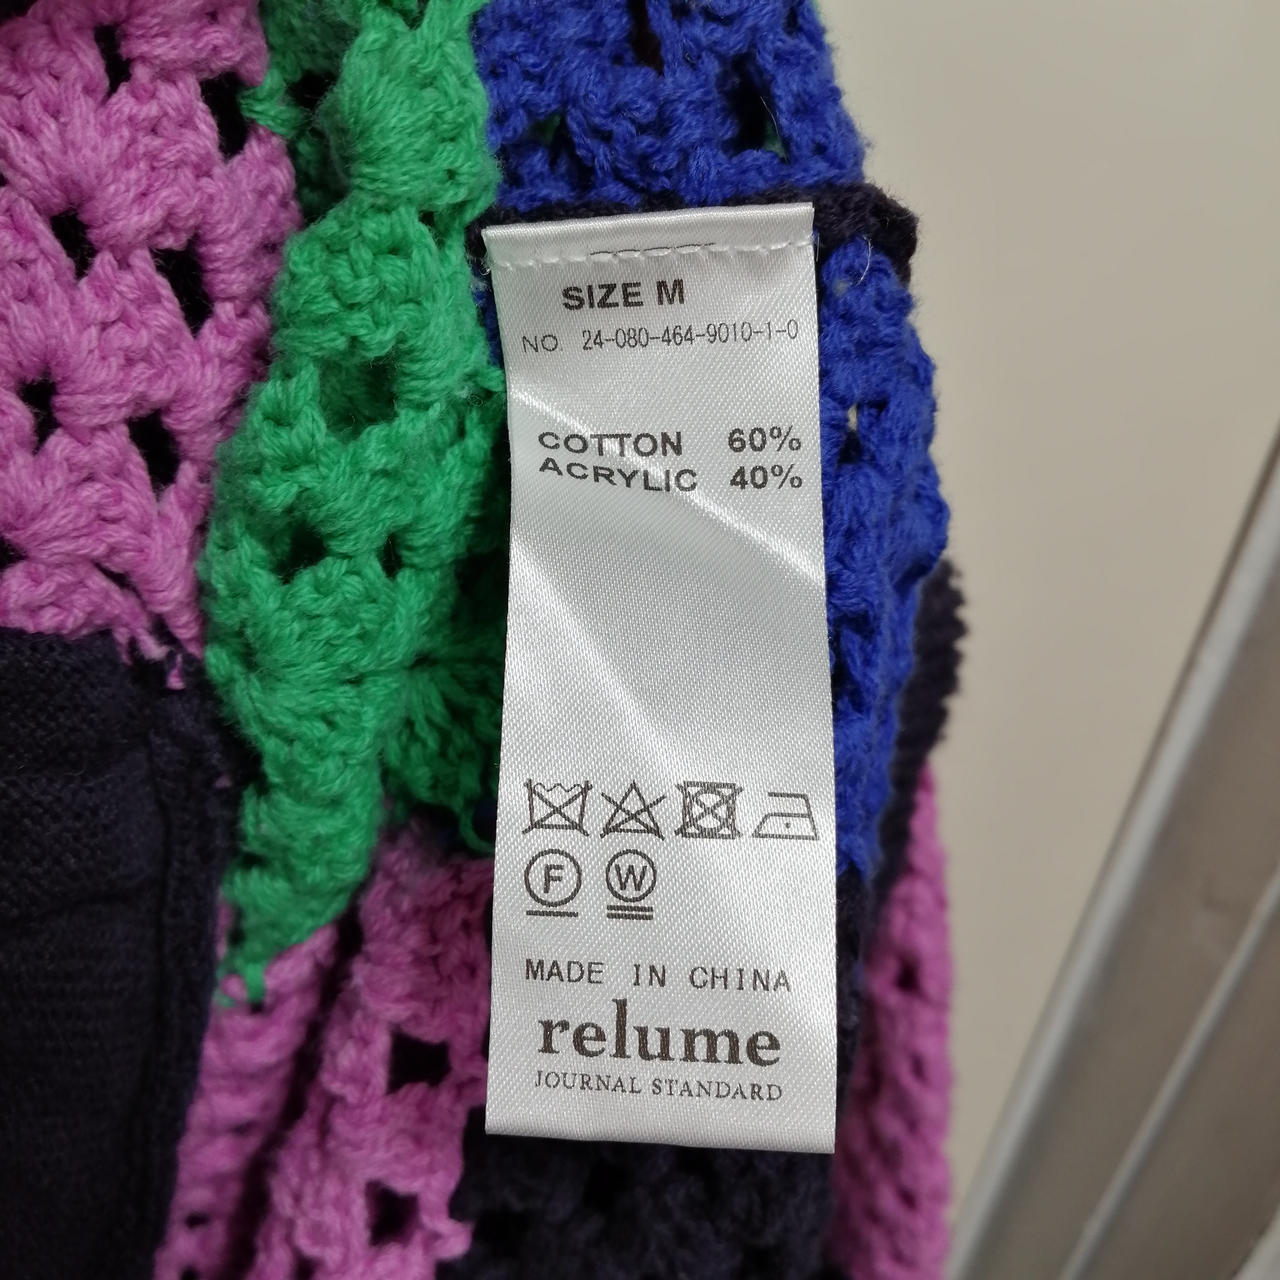 SIZE M
NO. 24-080-464-9010-1-0
COTTON 60%
ACRYLIC 40%
F W
MADE IN CHINA
relume
JOURNAL STANDARD